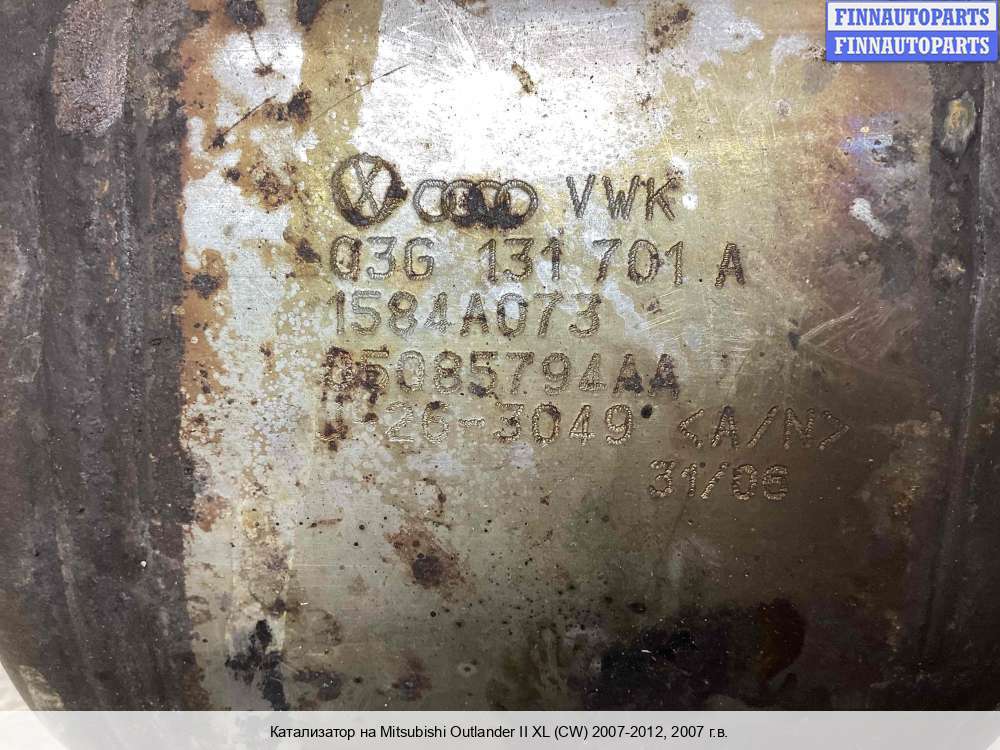 FINNAUTOPARTS
FINNAUTOPARTS
VWK
03G 131 701 A
1584A073
05085794AA
26-3049 <A/N>
31/06
Катализатор на Mitsubishi Outlander II XL (CW) 2007-2012, 2007 г.в.